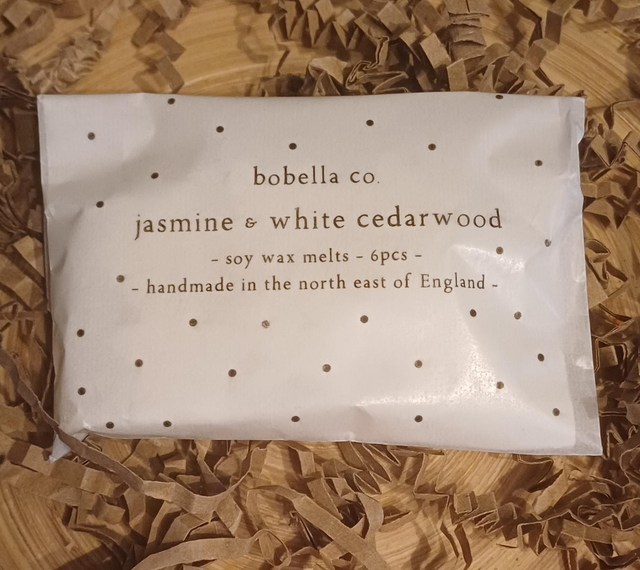 bobella co.
jasmine & white cedarwood
- soy wax melts - 6pcs -
- handmade in the north east of England -